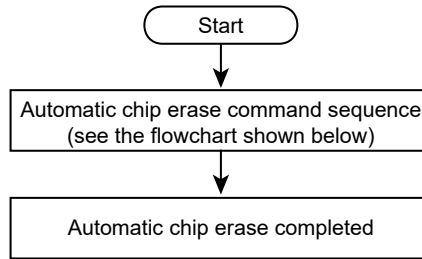 Start
Automatic chip erase command sequence
(see the flowchart shown below)
Automatic chip erase completed